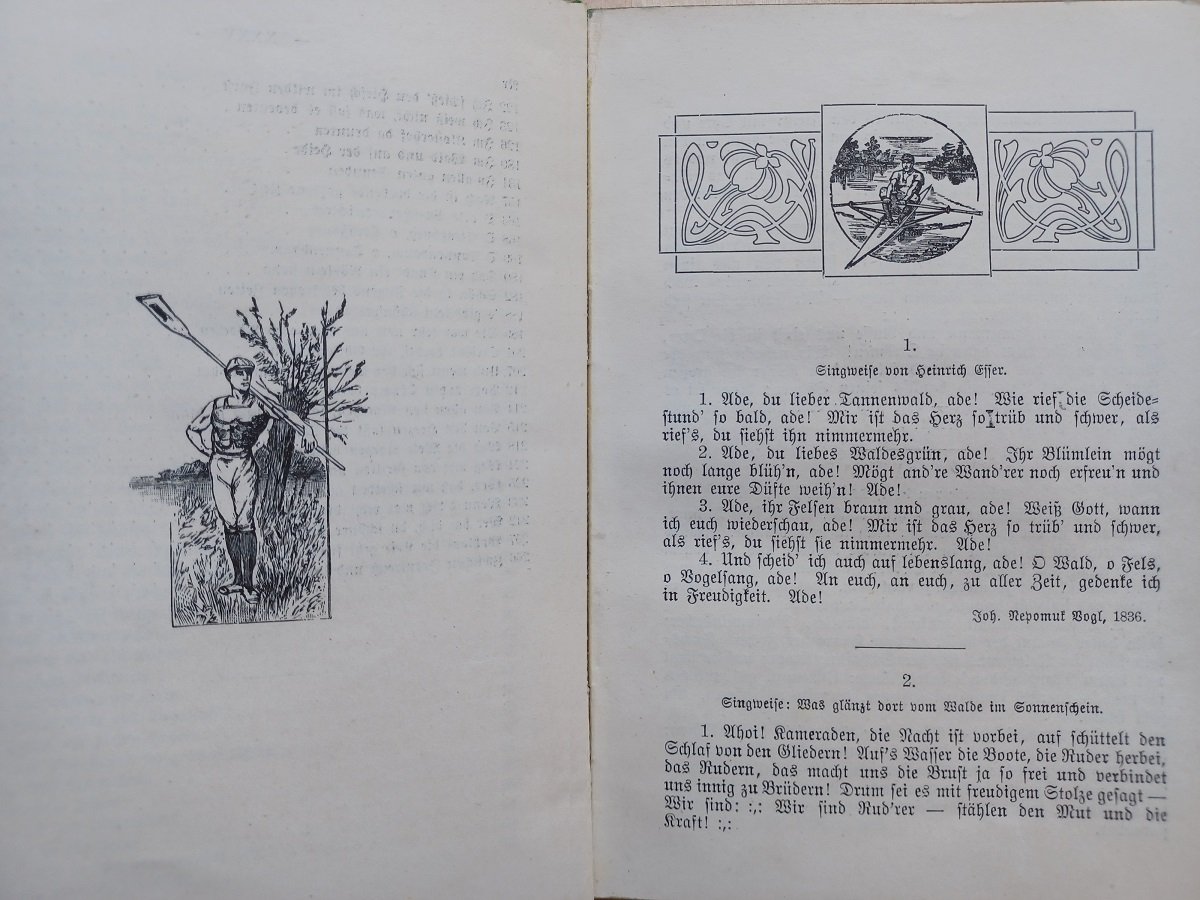 1.
Singweise von Heinrich Esser.
1. Ade, du lieber Tannenwald, ade! Wie rief die Scheide=
stund' so bald, ade! Mir ist das Herz so trüb und schwer, als
rief's, du siehst ihn nimmermehr.
2. Ade, du liebes Waldesgrün, ade! Ihr Blümlein mögt
noch lange blüh'n, ade! Mögt and're Wand'rer noch erfreu'n und
ihnen eure Düfte weih'n! Ade!
3. Ade, ihr Felsen braun und grau, ade! Weiß Gott, wann
ich euch wiederschau, ade! Mir ist das Herz so trüb' und schwer,
als rief's, du siehst sie nimmermehr. Ade!
4. Und scheid' ich auch auf lebenslang, ade! O Wald, o Fels,
o Vogelsang, ade! An euch, an euch, zu aller Zeit, gedenke ich
in Freudigkeit. Ade!
Joh. Nepomuk Vogl, 1836.
2.
Singweise: Was glänzt dort vom Walde im Sonnenschein.
1. Ahoi! Kameraden, die Nacht ist vorbei, auf schüttelt den
Schlaf von den Gliedern! Auf's Wasser die Boote, die Ruder herbei,
das Rudern, das macht uns die Brust ja so frei und verbindet
uns innig zu Brüdern! Drum sei es mit freudigem Stolze gesagt —
Wir sind: :,: Wir sind Rud'rer — stählen den Mut und die
Kraft! :,: